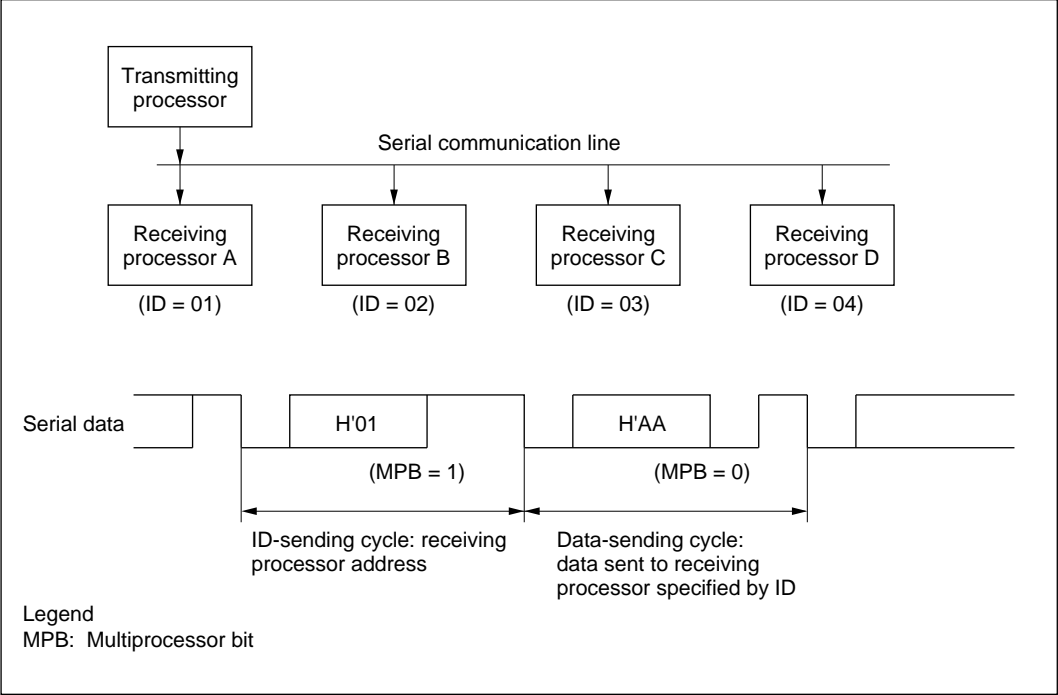 Transmitting
processor
Serial communication line
Receiving
processor A
Receiving
processor B
Receiving
processor C
Receiving
processor D
(ID = 01)
(ID = 02)
(ID = 03)
(ID = 04)
Serial data
H'01
H'AA
(MPB = 1)
(MPB = 0)
ID-sending cycle: receiving
processor address
Data-sending cycle:
data sent to receiving
processor specified by ID
Legend
MPB: Multiprocessor bit